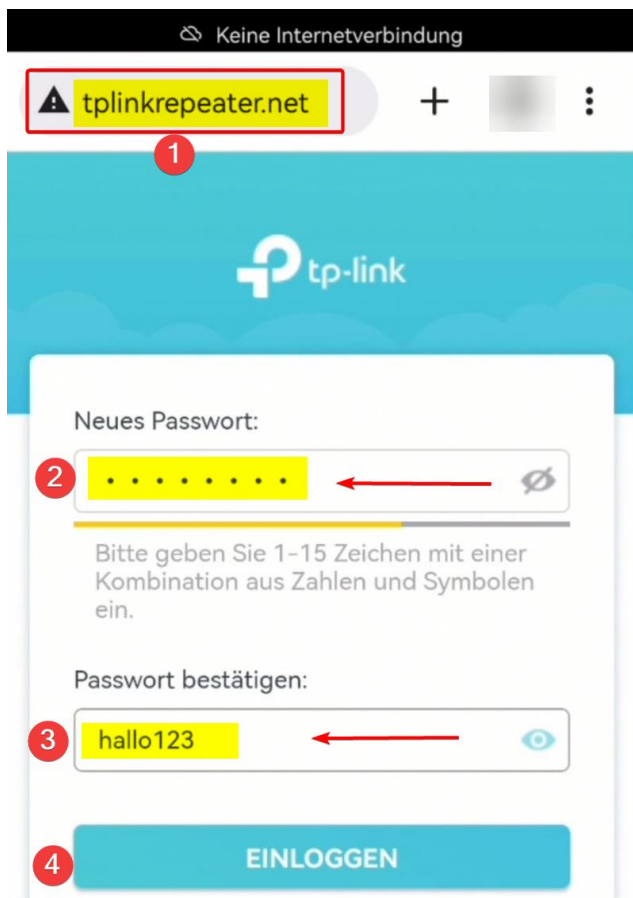 Keine Internetverbindung
tplinkrepeater.net
1
tp-link
Neues Passwort:
2
• • • • • • • •
Bitte geben Sie 1-15 Zeichen mit einer
Kombination aus Zahlen und Symbolen
ein.
Passwort bestätigen:
3 hallo123
4 EINLOGGEN